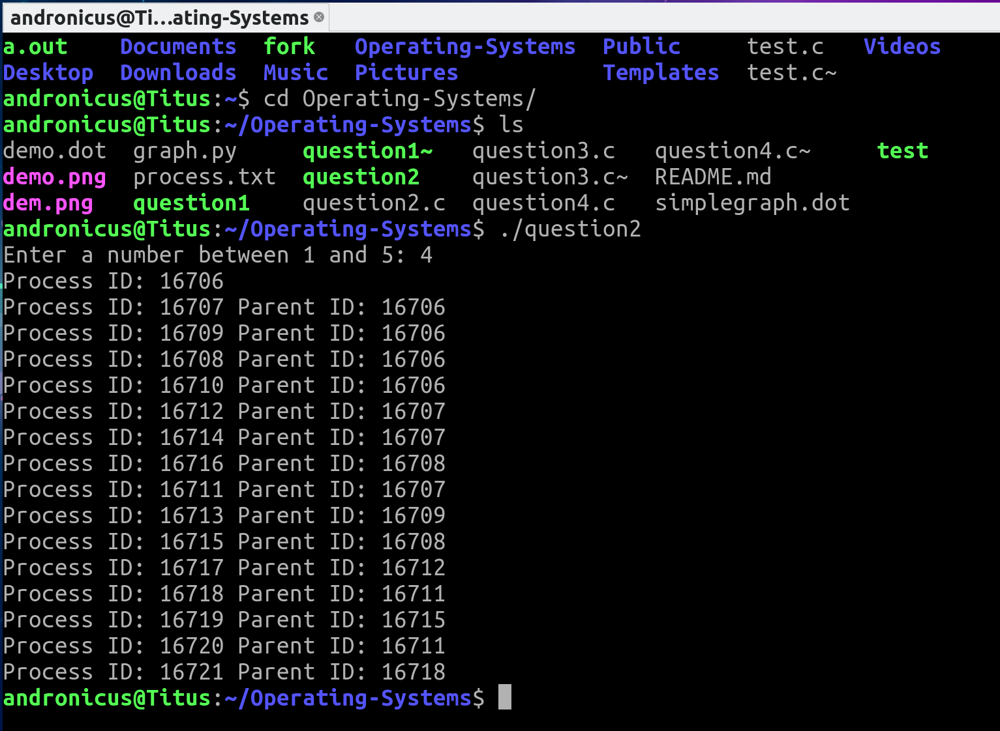 andronicus@Ti...ating-Systems
a.out    Documents  fork   Operating-Systems  Public     test.c   Videos
Desktop  Downloads  Music  Pictures           Templates  test.c~
andronicus@Titus:~$ cd Operating-Systems/
andronicus@Titus:~/Operating-Systems$ ls
demo.dot  graph.py     question1~   question3.c   question4.c~     test
demo.png  process.txt  question2    question3.c~  README.md
dem.png   question1    question2.c  question4.c   simplegraph.dot
andronicus@Titus:~/Operating-Systems$ ./question2
Enter a number between 1 and 5: 4
Process ID: 16706
Process ID: 16707 Parent ID: 16706
Process ID: 16709 Parent ID: 16706
Process ID: 16708 Parent ID: 16706
Process ID: 16710 Parent ID: 16706
Process ID: 16712 Parent ID: 16707
Process ID: 16714 Parent ID: 16707
Process ID: 16716 Parent ID: 16708
Process ID: 16711 Parent ID: 16707
Process ID: 16713 Parent ID: 16709
Process ID: 16715 Parent ID: 16708
Process ID: 16717 Parent ID: 16712
Process ID: 16718 Parent ID: 16711
Process ID: 16719 Parent ID: 16715
Process ID: 16720 Parent ID: 16711
Process ID: 16721 Parent ID: 16718
andronicus@Titus:~/Operating-Systems$